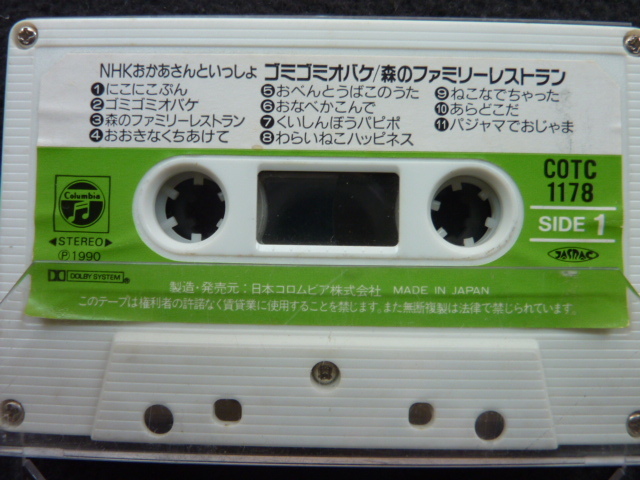 NHKおかあさんといっしょ ゴミゴミオバケ/森のファミリーレストラン
❶にこにこぷん
❷ゴミゴミオバケ
❸森のファミリーレストラン
❹おおきなくちあけて
❺おべんとうばこのうた
❻おなべかこんで
❼くいしんぼうパピポ
❽わらいねこハッピネス
❾ねこなでちゃった
❿あらどこだ
⓫パジャマでおじゃま
Columbia
◀STEREO▶
Ⓟ1990
COTC
1178
SIDE 1
JASRAC
DOLBY SYSTEM
製造・発売元：日本コロムビア株式会社 MADE IN JAPAN
このテープは権利者の許諾なく賃貸業に使用することを禁じます。また無断複製は法律で禁じられています。